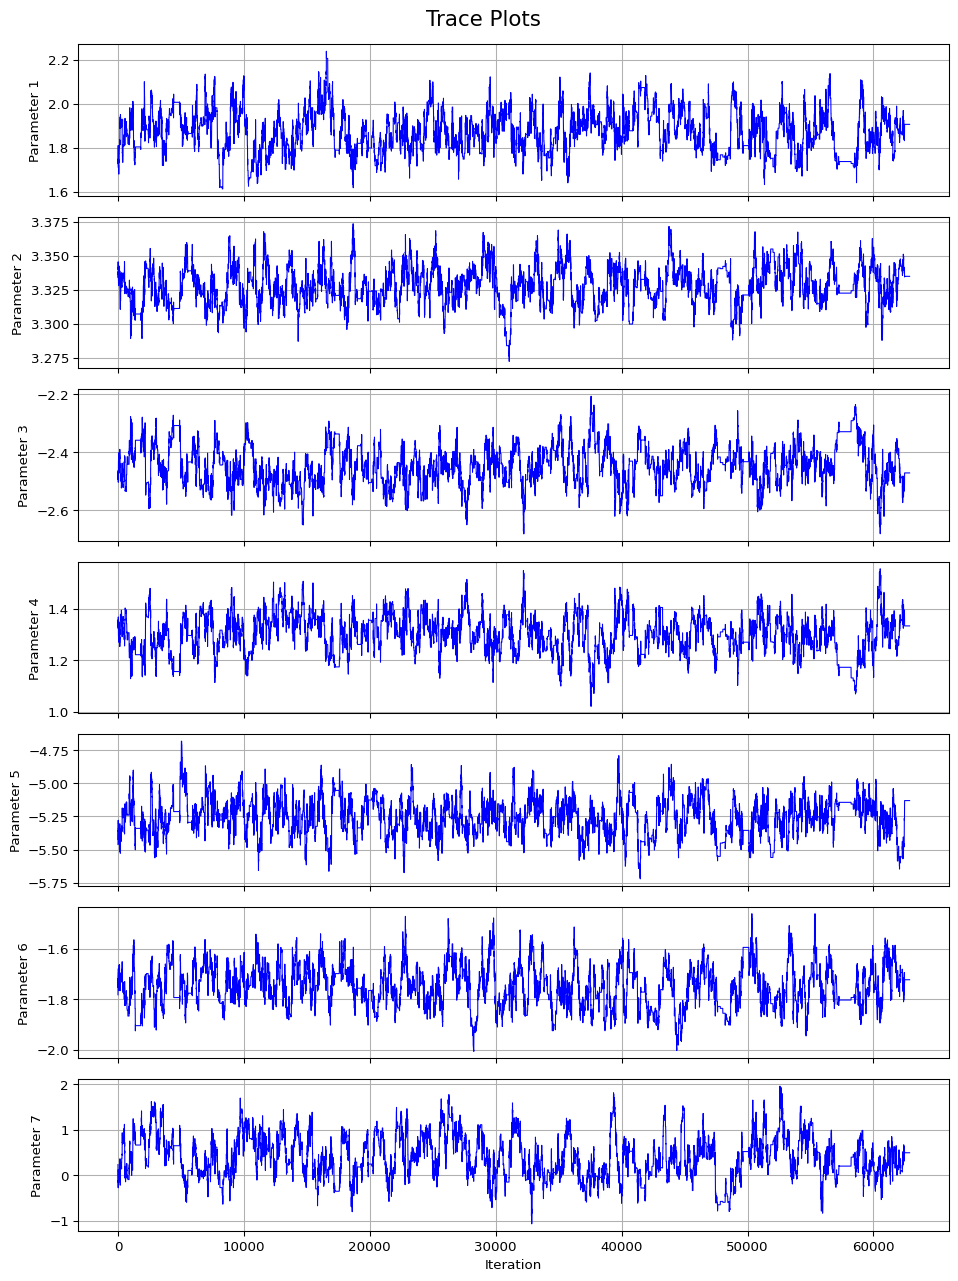 Trace Plots
Parameter 1
2.2
2.0
1.8
1.6
Parameter 2
3.375
3.350
3.325
3.300
3.275
Parameter 3
−2.2
−2.4
−2.6
Parameter 4
1.4
1.2
1.0
Parameter 5
−4.75
−5.00
−5.25
−5.50
−5.75
Parameter 6
−1.6
−1.8
−2.0
Parameter 7
2
1
0
−1
0 10000 20000 30000 40000 50000 60000
Iteration